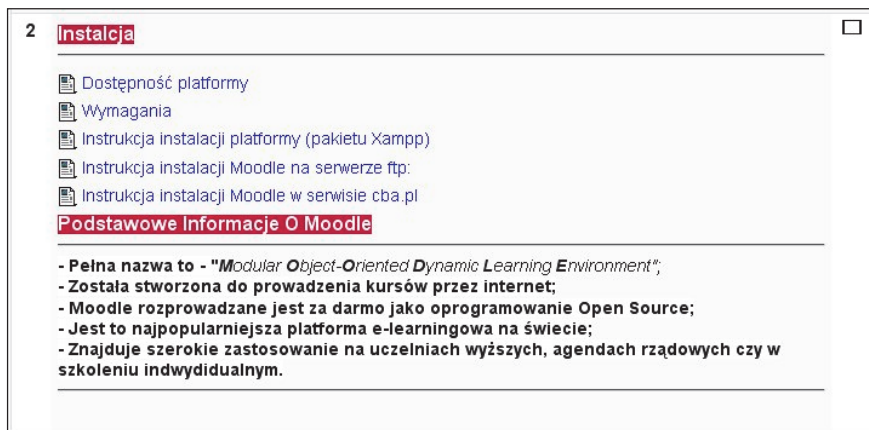 2
Instalcja
Dostępność platformy
Wymagania
Instrukcja instalacji platformy (pakietu Xampp)
Instrukcja instalacji Moodle na serwerze ftp:
Instrukcja instalacji Moodle w serwisie cba.pl
Podstawowe Informacje O Moodle
- Pełna nazwa to - "Modular Object-Oriented Dynamic Learning Environment";
- Została stworzona do prowadzenia kursów przez internet;
- Moodle rozprowadzane jest za darmo jako oprogramowanie Open Source;
- Jest to najpopularniejsza platforma e-learningowa na świecie;
- Znajduje szerokie zastosowanie na uczelniach wyższych, agendach rządowych czy w
szkoleniu indwydidualnym.